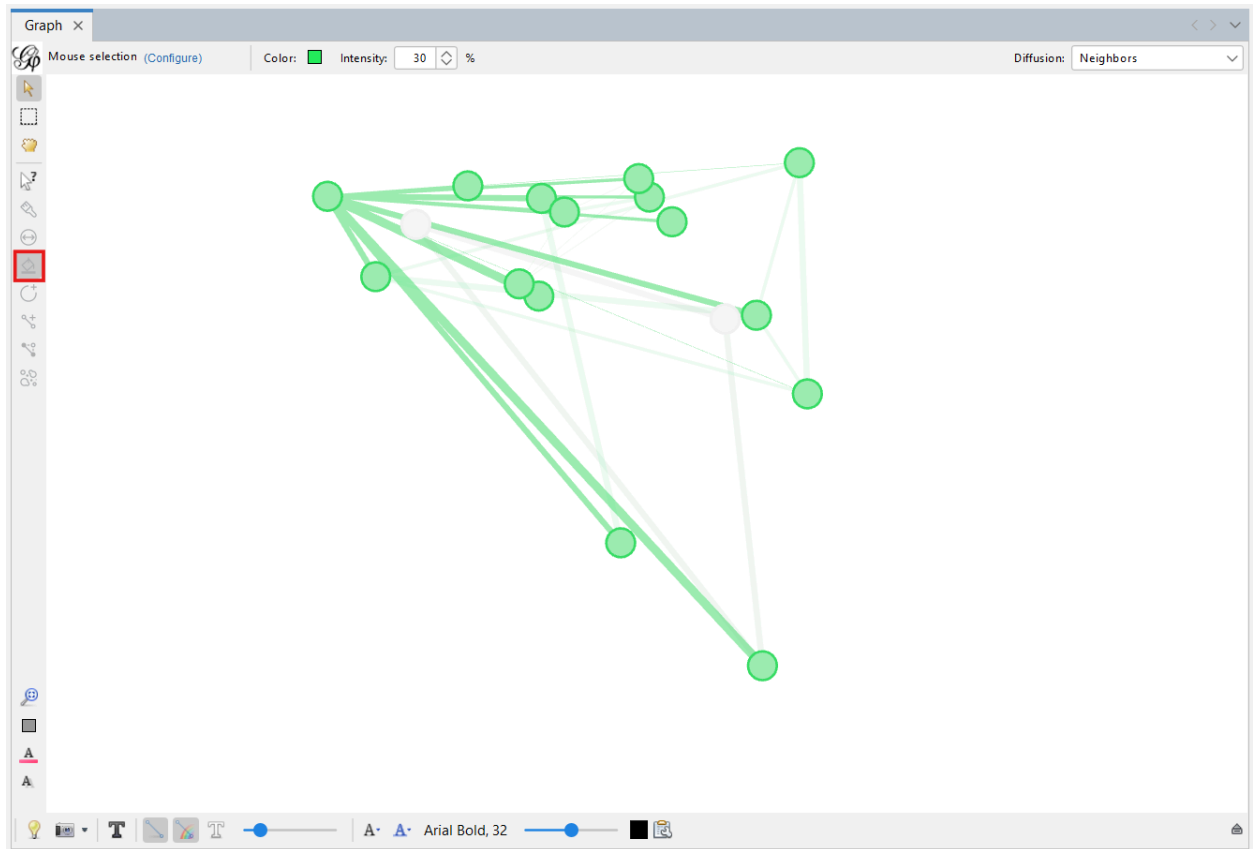 Graph
Mouse selection (Configure) Color: Intensity: 30 % Diffusion: Neighbors
?
T T A A Arial Bold, 32
A
A